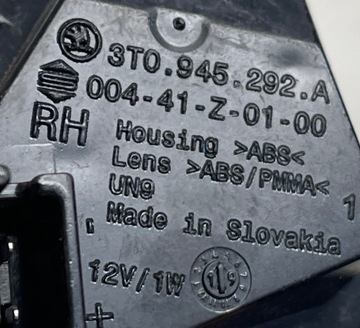 3T0.945.292.A
004-41-Z-01-00
RH
Housing >ABS<
Lens >ABS/PMMA<
UN9
Made in Slovakia
1
12V/1W
+